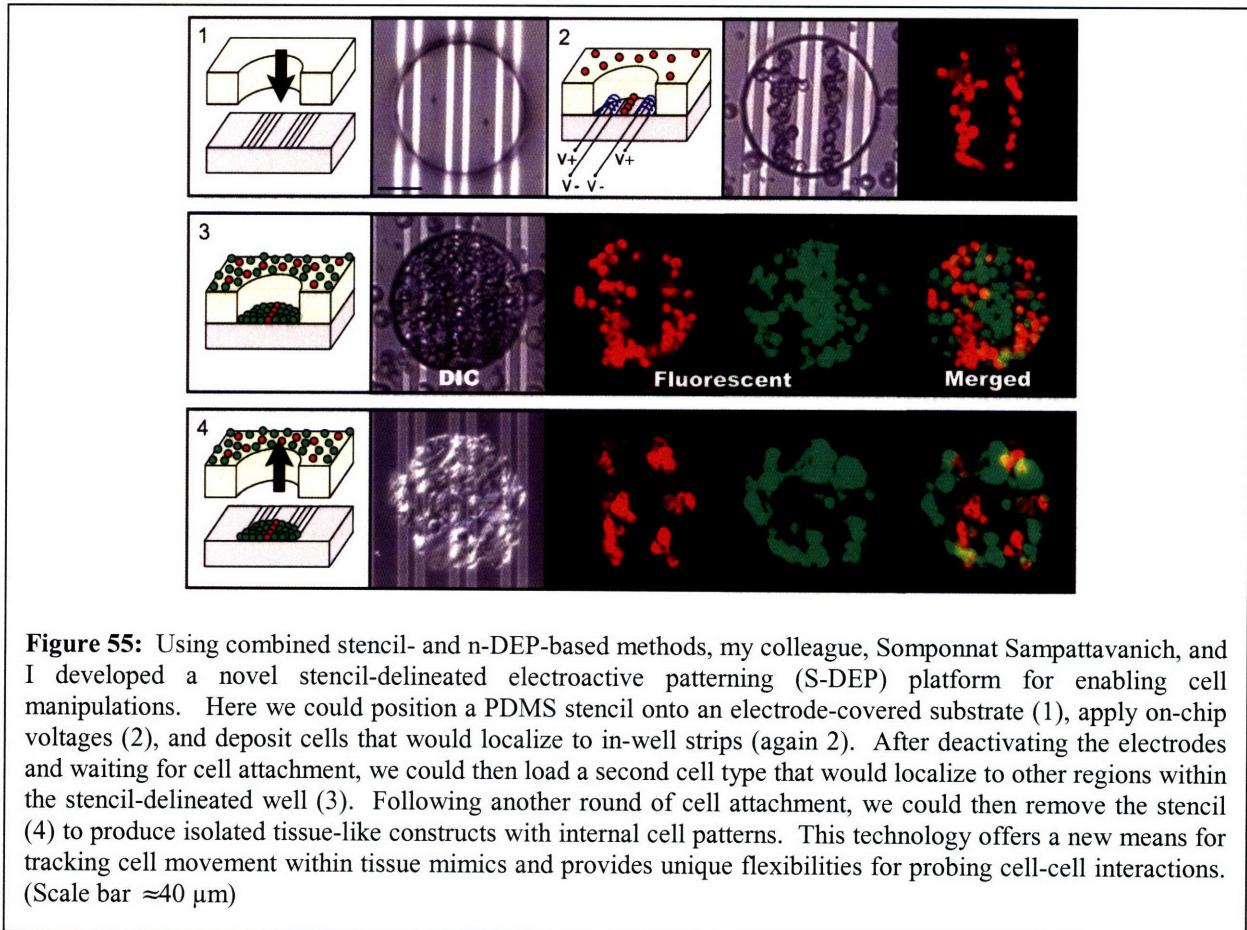 1
2
V+
V+
V- V-
3
DIC
Fluorescent
Merged
4
Figure 55: Using combined stencil- and n-DEP-based methods, my colleague, Somponnat Sampattavanich, and
I developed a novel stencil-delineated electroactive patterning (S-DEP) platform for enabling cell
manipulations. Here we could position a PDMS stencil onto an electrode-covered substrate (1), apply on-chip
voltages (2), and deposit cells that would localize to in-well strips (again 2). After deactivating the electrodes
and waiting for cell attachment, we could then load a second cell type that would localize to other regions within
the stencil-delineated well (3). Following another round of cell attachment, we could then remove the stencil
(4) to produce isolated tissue-like constructs with internal cell patterns. This technology offers a new means for
tracking cell movement within tissue mimics and provides unique flexibilities for probing cell-cell interactions.
(Scale bar ≈40 µm)